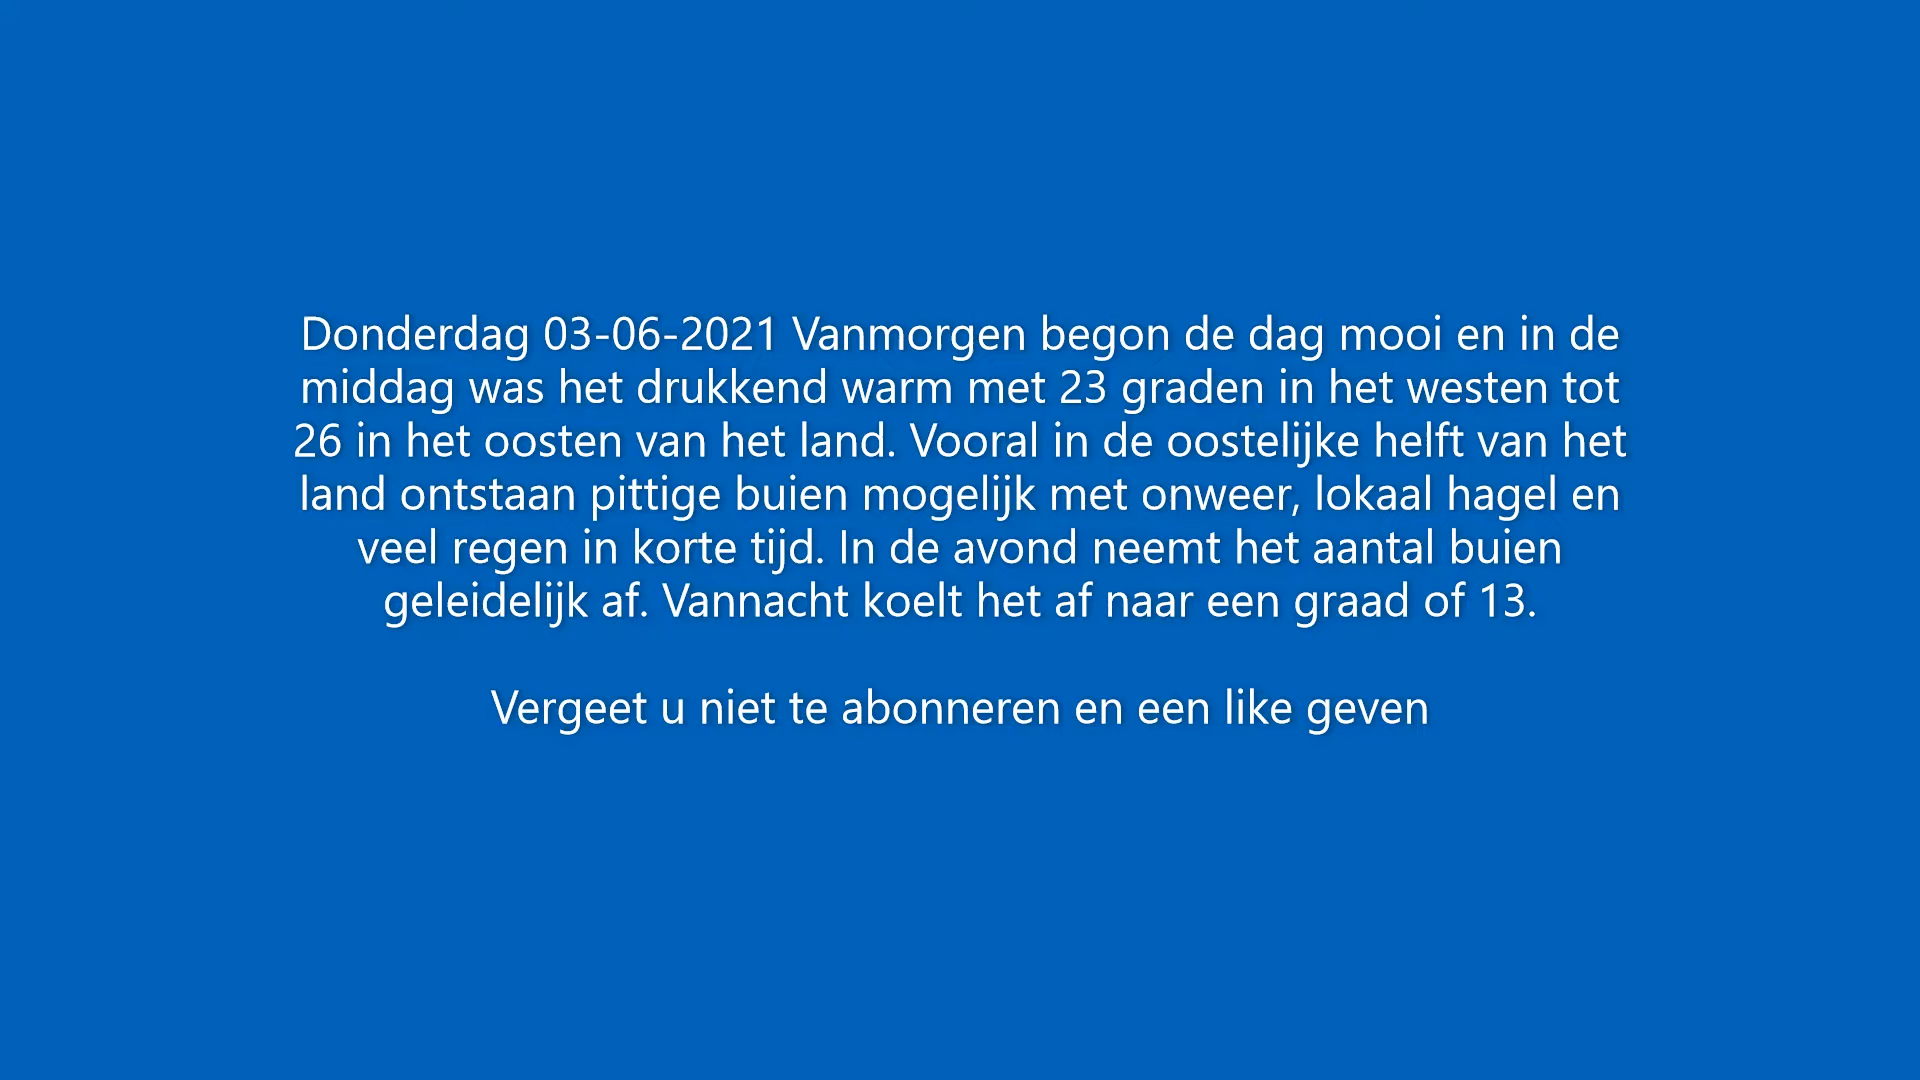 Donderdag 03-06-2021 Vanmorgen begon de dag mooi en in de
middag was het drukkend warm met 23 graden in het westen tot
26 in het oosten van het land. Vooral in de oostelijke helft van het
land ontstaan pittige buien mogelijk met onweer, lokaal hagel en
veel regen in korte tijd. In de avond neemt het aantal buien
geleidelijk af. Vannacht koelt het af naar een graad of 13.
Vergeet u niet te abonneren en een like geven